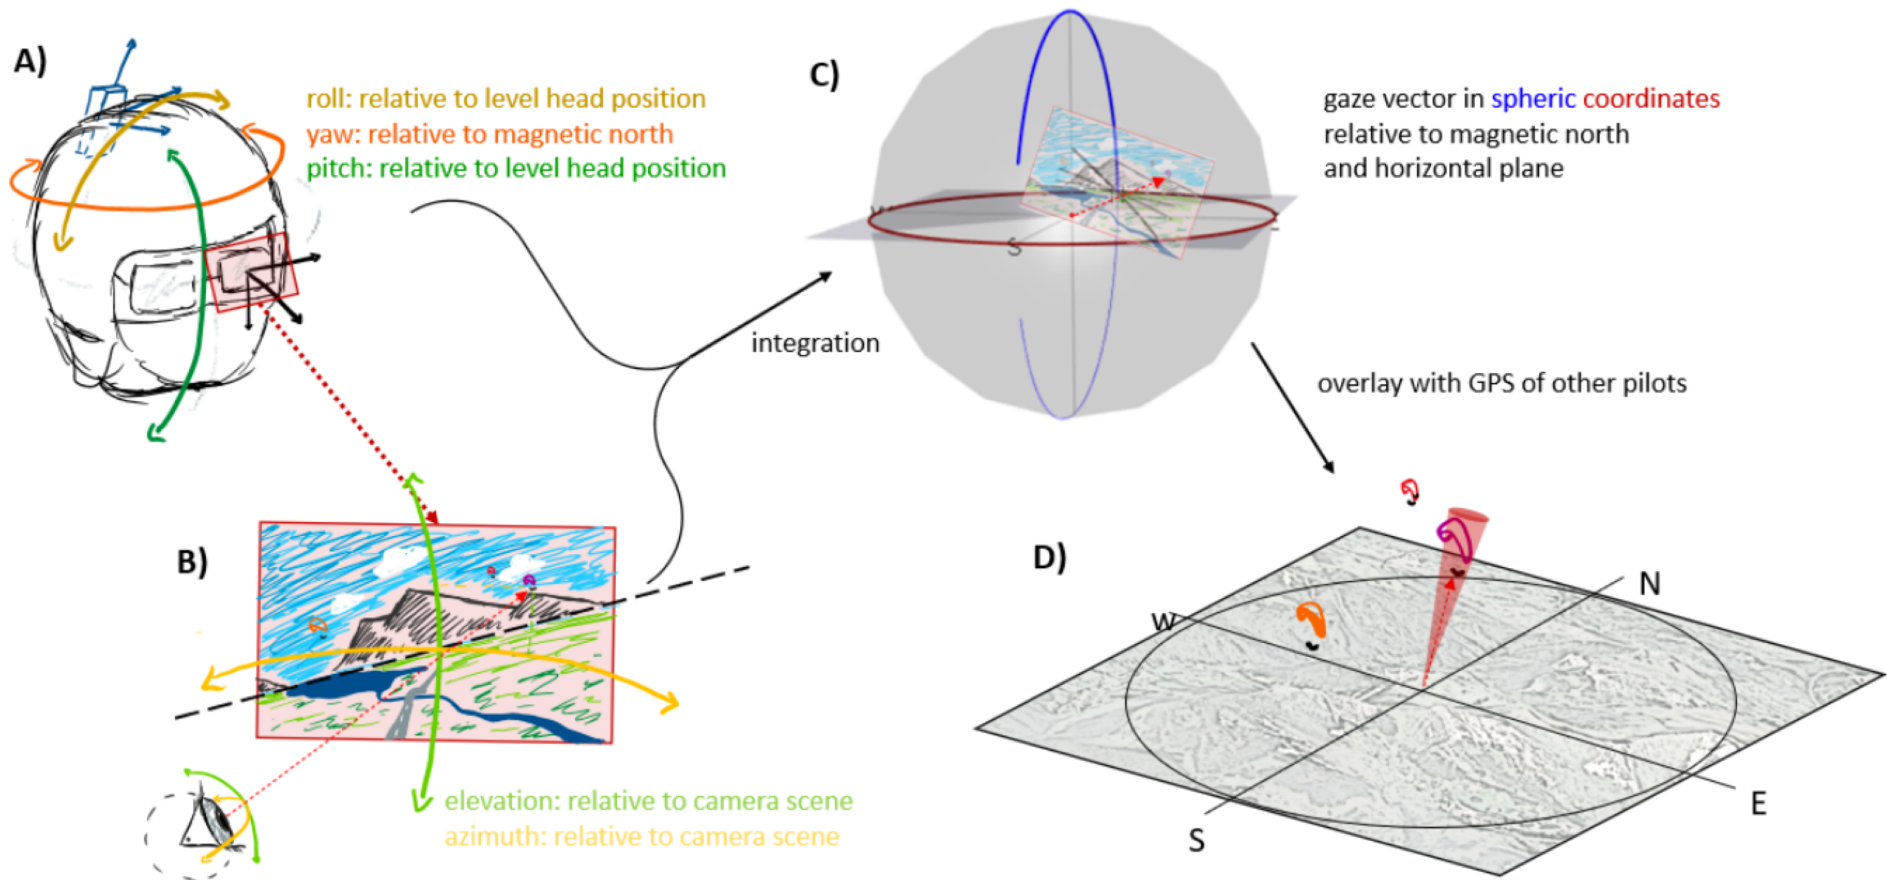 A)
roll: relative to level head position
yaw: relative to magnetic north
pitch: relative to level head position
C)
gaze vector in spheric coordinates
relative to magnetic north
and horizontal plane
S
integration
overlay with GPS of other pilots
B)
elevation: relative to camera scene
azimuth: relative to camera scene
D)
N
W
E
S